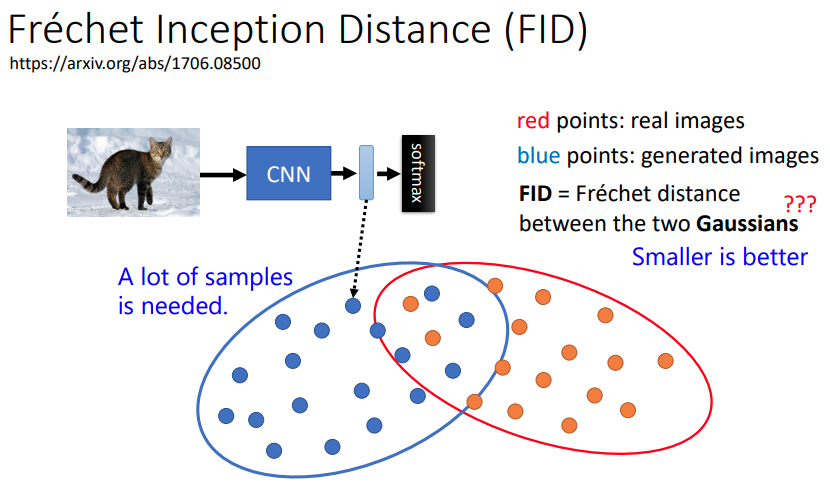 Fréchet Inception Distance (FID)
https://arxiv.org/abs/1706.08500
CNN
softmax
red points: real images
blue points: generated images
FID = Fréchet distance
between the two Gaussians
???
Smaller is better
A lot of samples
is needed.